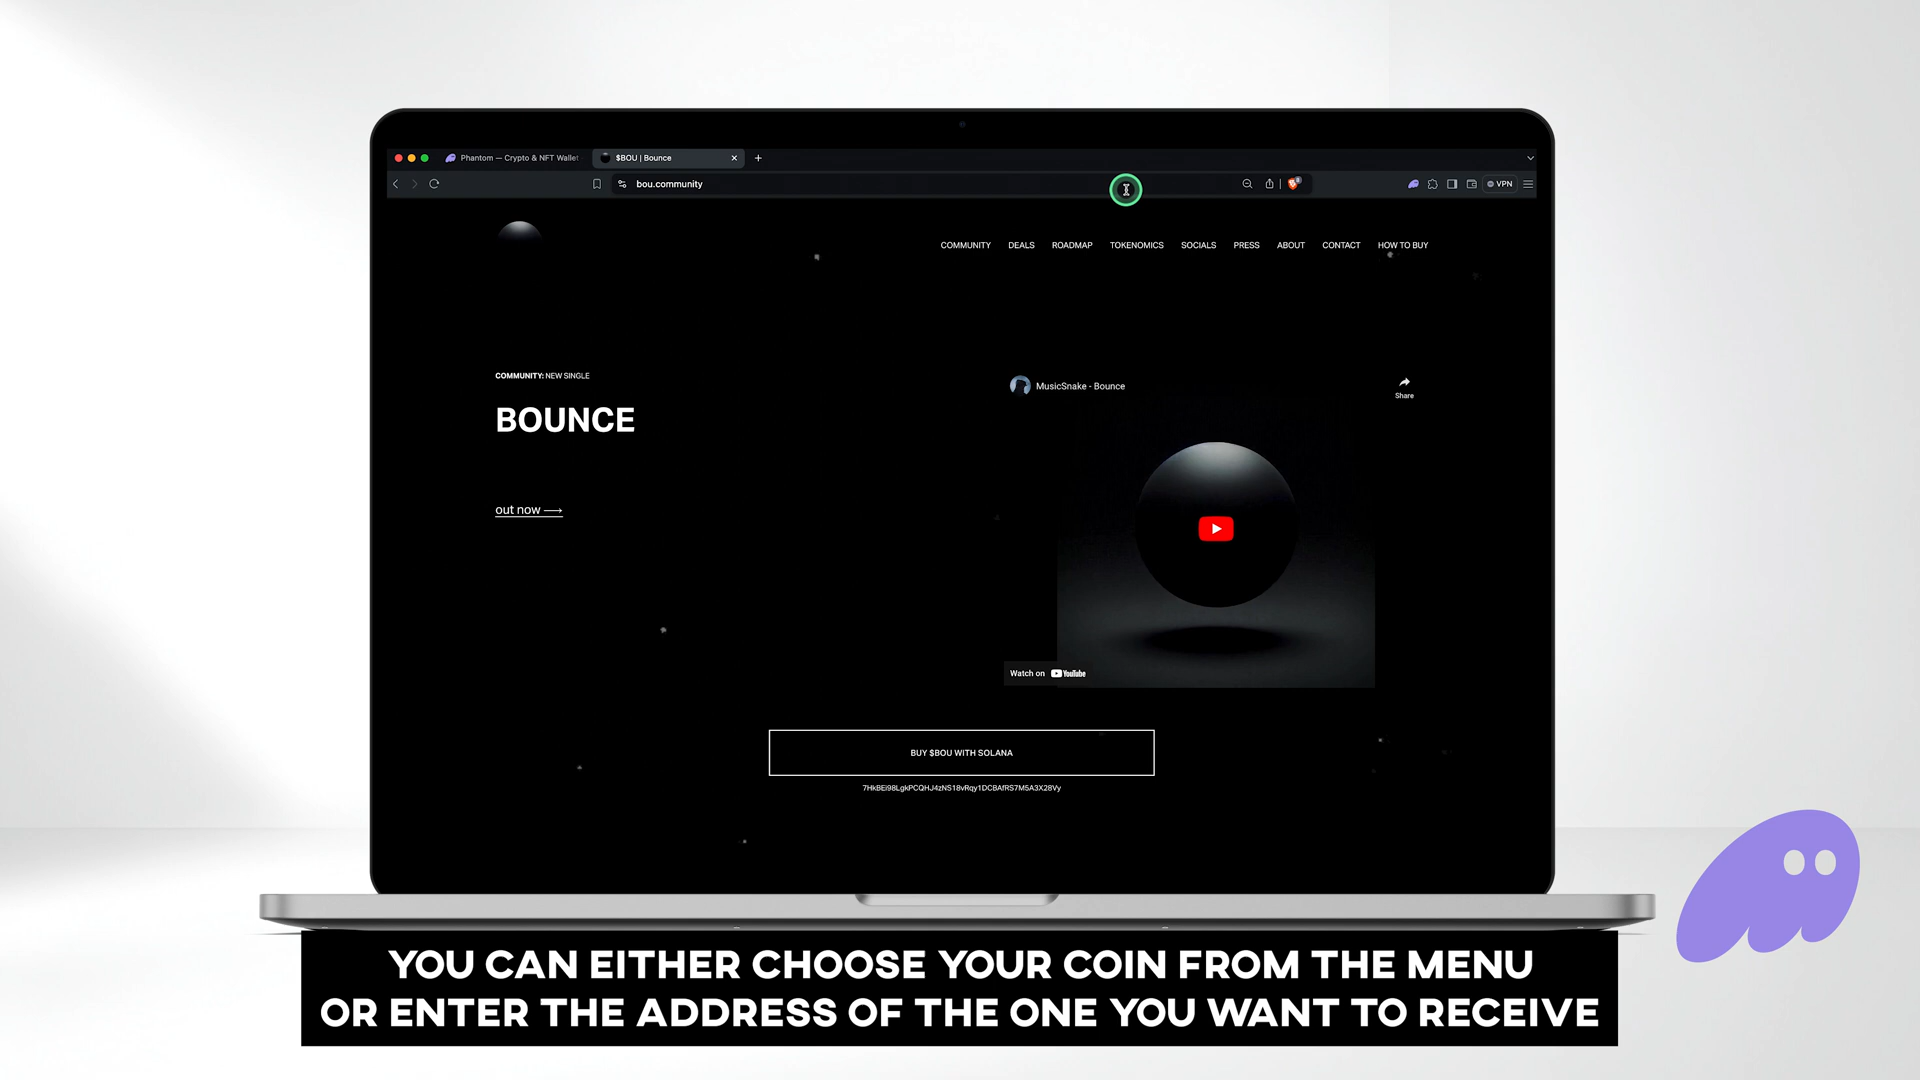 Phantom — Crypto & NFT Wallet
$BOU | Bounce
bou.community
VPN
COMMUNITY DEALS ROADMAP TOKENOMICS SOCIALS PRESS ABOUT CONTACT HOW TO BUY
COMMUNITY: NEW SINGLE
BOUNCE
out now
MusicSnake - Bounce
Share
Watch on YouTube
BUY $BOU WITH SOLANA
7HkBEi98LgkPCQHJ4zNS18vRqy1DCBAfRS7M5A3X28Vy
YOU CAN EITHER CHOOSE YOUR COIN FROM THE MENU
OR ENTER THE ADDRESS OF THE ONE YOU WANT TO RECEIVE